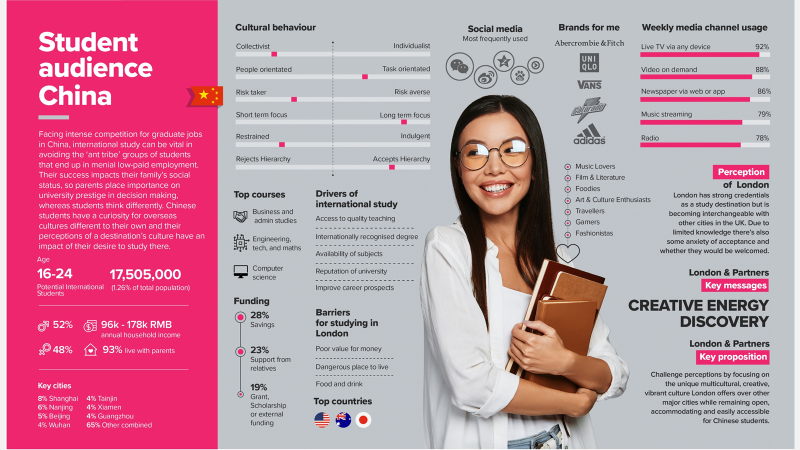 Student
audience
China
Facing intense competition for graduate jobs
in China, international study can be vital in
avoiding the ‘ant tribe’ groups of students
that end up in menial low-paid employment.
Their success impacts their family’s social
status, so parents place importance on
university prestige in decision making,
whereas students think differently. Chinese
students have a curiosity for overseas
cultures different to their own and their
perceptions of a destination’s culture have an
impact of their desire to study there.
Age
16-24
Potential International
Students
17,505,000
(1.26% of total population)
52%
96k - 178k RMB
annual household income
48%
93% live with parents
Key cities
8% Shanghai
6% Nanjing
5% Beijing
4% Wuhan
4% Tainjin
4% Xiamen
4% Guangzhou
65% Other combined
Cultural behaviour
Collectivist Individualist
People orientated Task orientated
Risk taker Risk averse
Short term focus Long term focus
Restrained Indulgent
Rejects Hierarchy Accepts Hierarchy
Top courses
Business and
admin studies
Engineering,
tech, and maths
Computer
science
Funding
28%
Savings
23%
Support from
relatives
19%
Grant,
Scholarship
or external
funding
Drivers of
international study
Access to quality teaching
Internationally recognised degree
Availability of subjects
Reputation of university
Improve career prospects
Barriers
for studying in
London
Poor value for money
Dangerous place to live
Food and drink
Top countries
Social media
Most frequently used
Brands for me
Abercrombie & Fitch
UNI
QLO
VANS
adidas
Music Lovers
Film & Literature
Foodies
Art & Culture Enthusiasts
Travellers
Gamers
Fashionistas
Weekly media channel usage
Live TV via any device 92%
Video on demand 88%
Newspaper via web or app 86%
Music streaming 79%
Radio 78%
Perception
of London
London has strong credentials
as a study destination but is
becoming interchangeable with
other cities in the UK. Due to
limited knowledge there’s also
some anxiety of acceptance and
whether they would be welcomed.
London & Partners
Key messages
CREATIVE ENERGY
DISCOVERY
London & Partners
Key proposition
Challenge perceptions by focusing on
the unique multicultural, creative,
vibrant culture London offers over other
major cities while remaining open,
accommodating and easily accessible
for Chinese students.